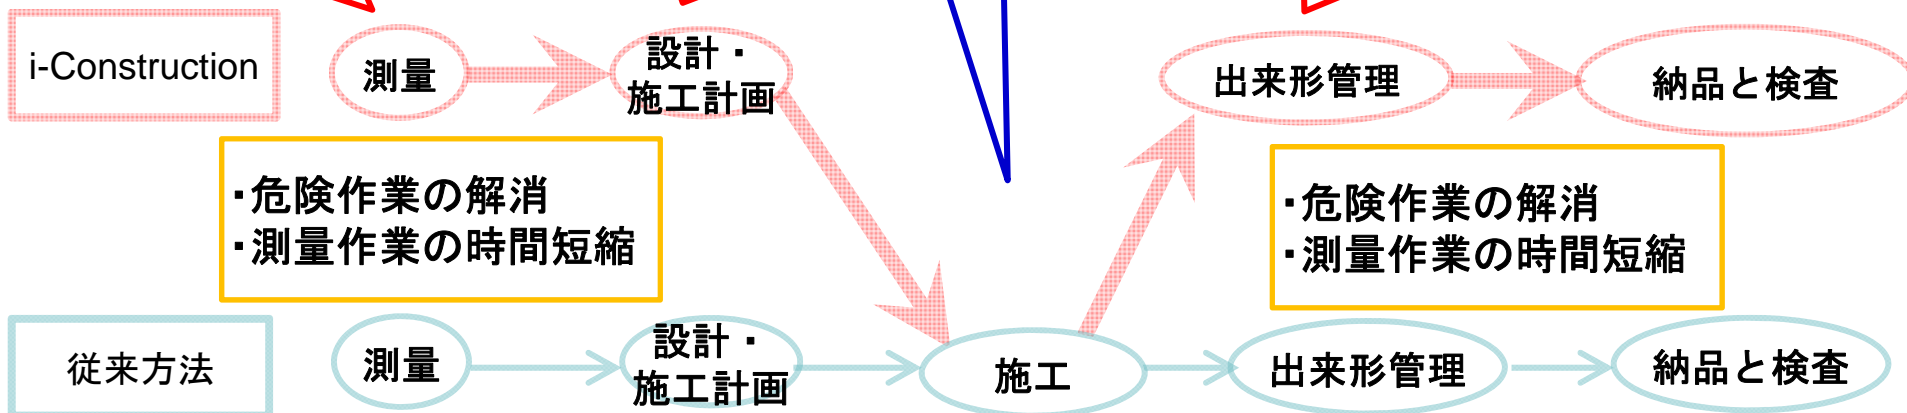 i-Construction
測量
設計・
施工計画
出来形管理
納品と検査
・危険作業の解消
・測量作業の時間短縮
・危険作業の解消
・測量作業の時間短縮
従来方法
測量
設計・
施工計画
施工
出来形管理
納品と検査